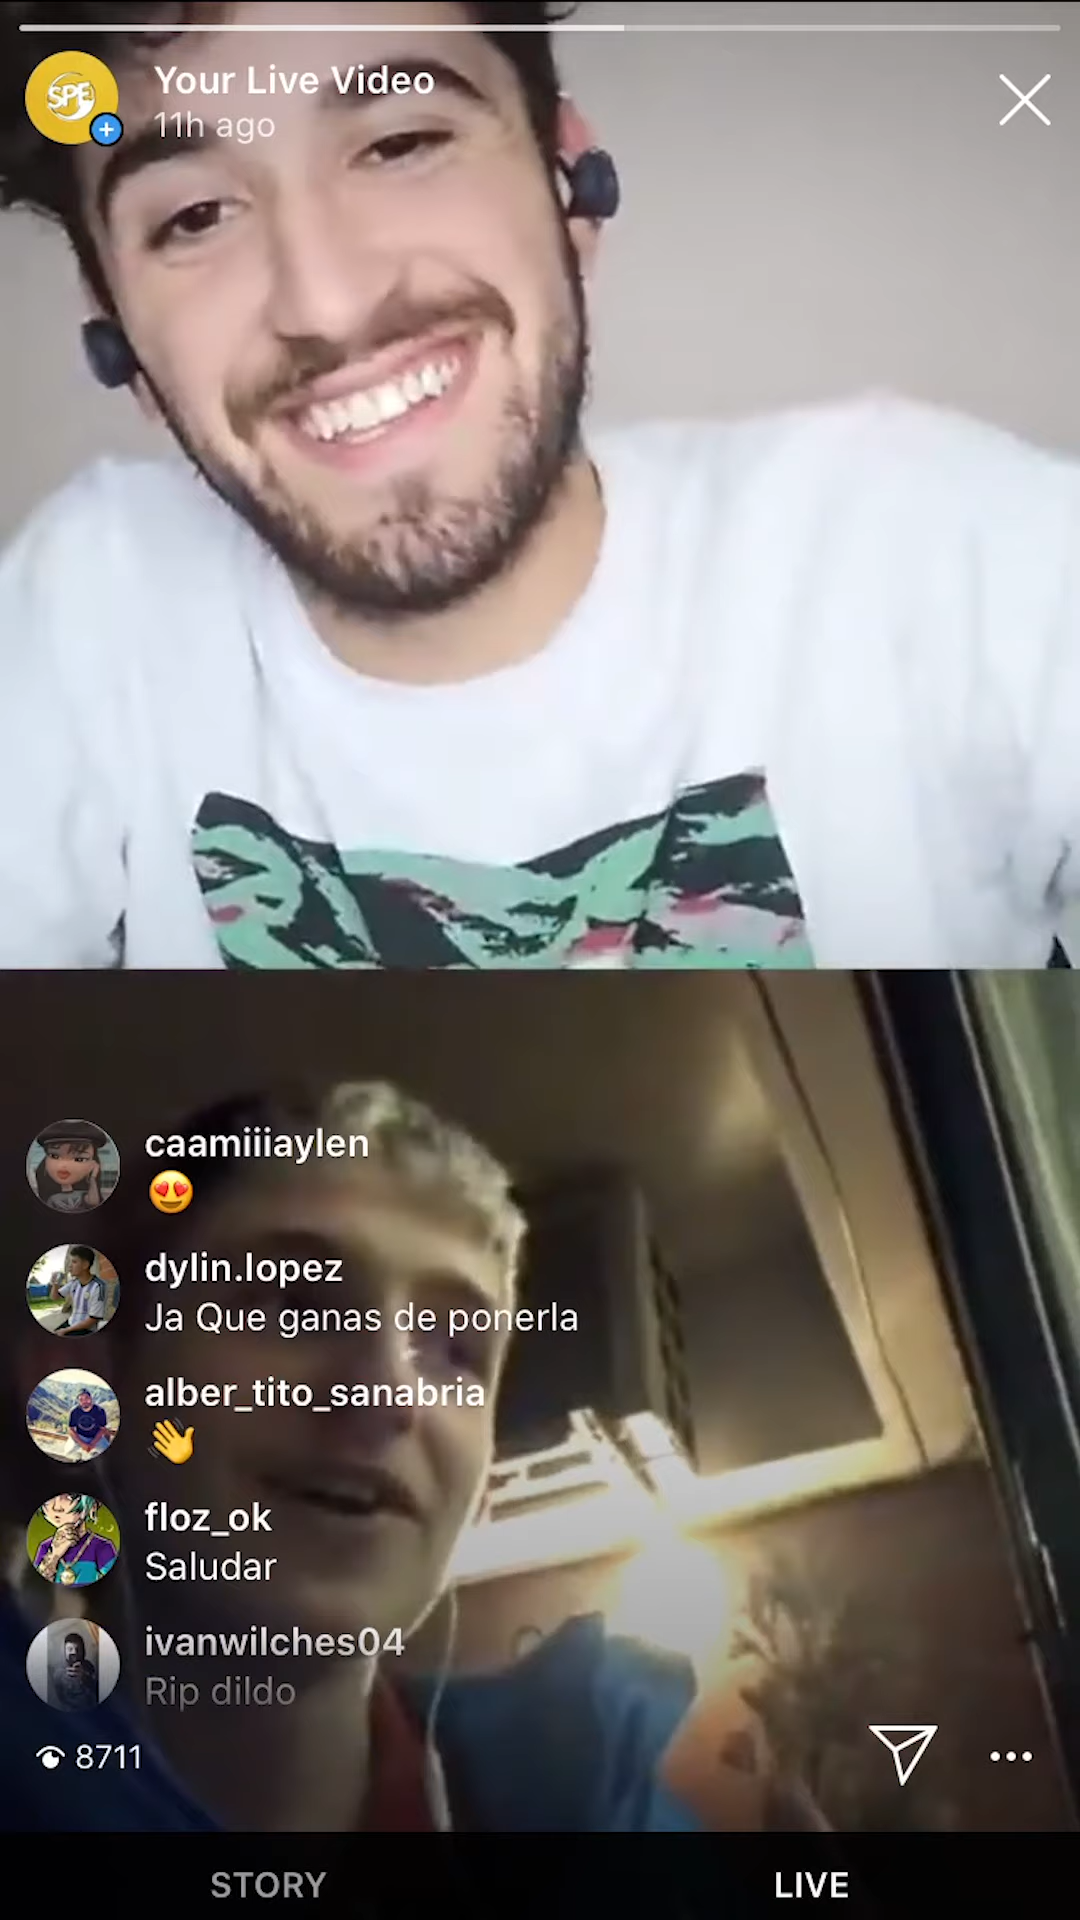 SPF
Your Live Video
11h ago
caamiiiaylen
😍
dylin.lopez
Ja Que ganas de ponerla
alber_tito_sanabria
👋
floz_ok
Saludar
ivanwilches04
Rip dildo
8711
STORY
LIVE